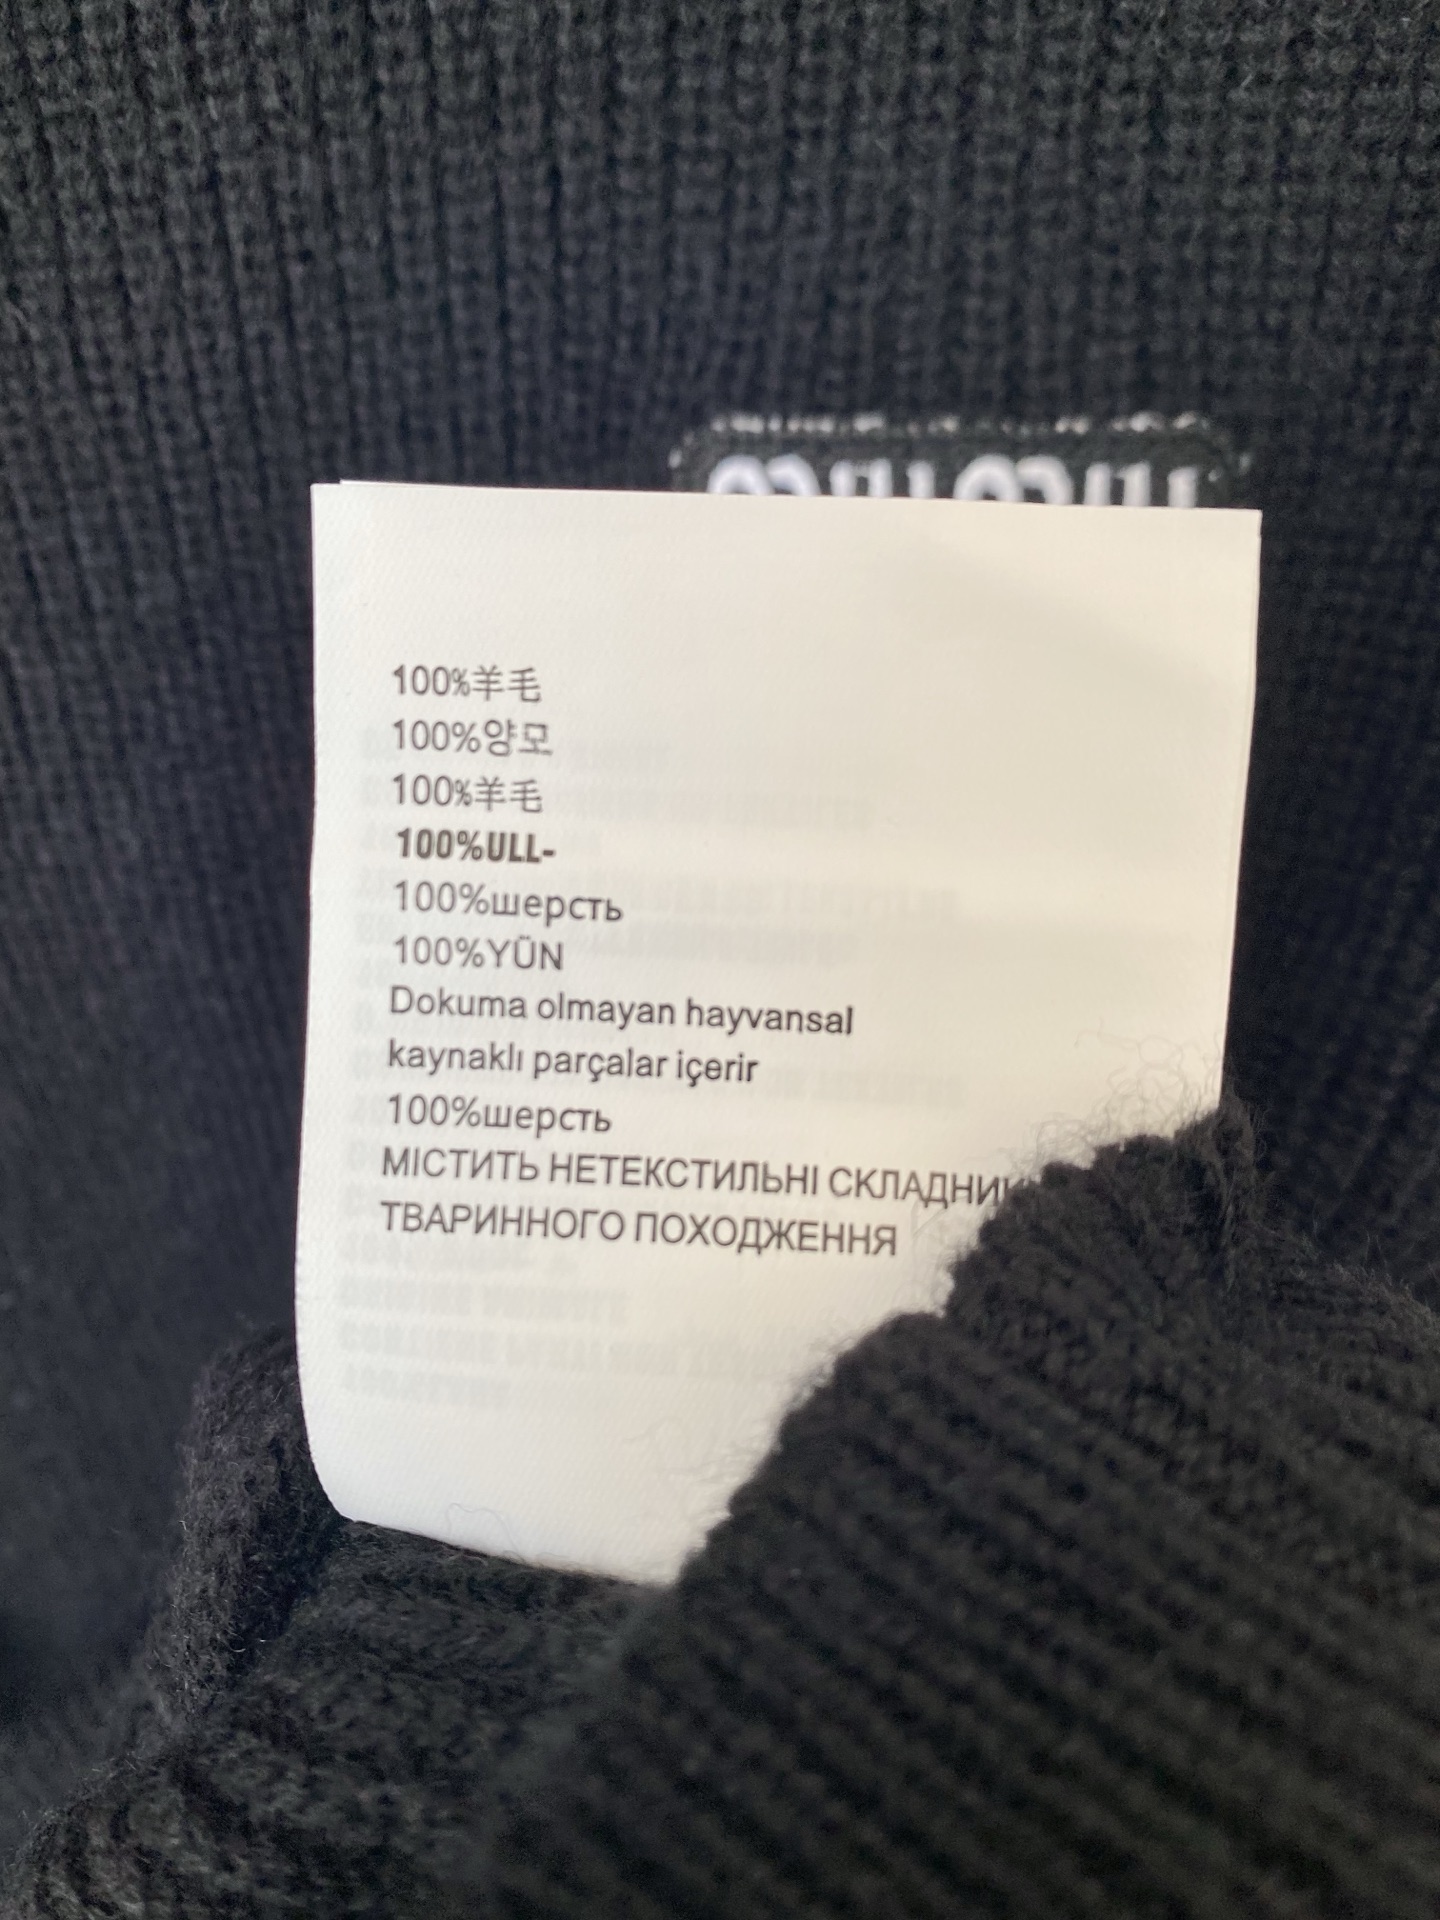 100%羊毛
100%양모
100%羊毛
100%ULL-
100%шерсть
100%YÜN
Dokuma olmayan hayvansal
kaynaklı parçalar içerir
100%шерсть
МІСТИТЬ НЕТЕКСТИЛЬНІ
ТВАРИННОГО ПОХОДЖЕННЯ